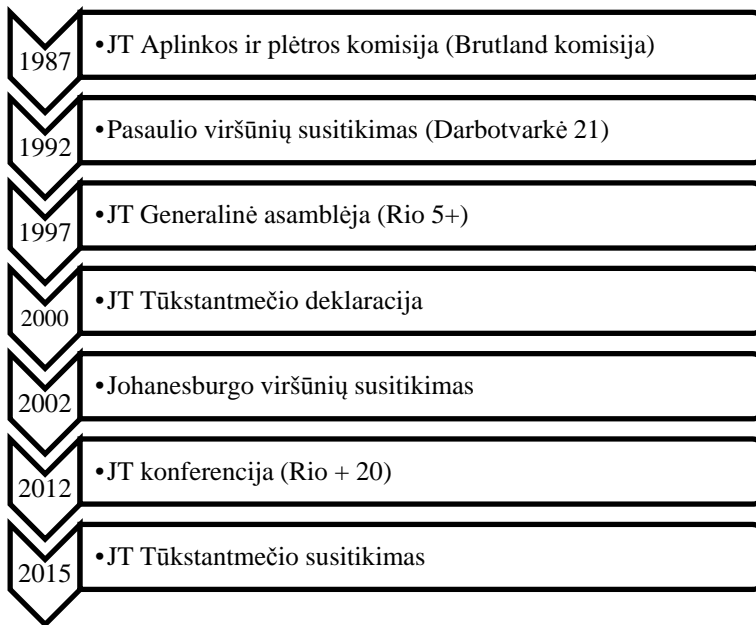 1987
•JT Aplinkos ir plėtros komisija (Brutland komisija)
1992
•Pasaulio viršūnių susitikimas (Darbotvarkė 21)
1997
•JT Generalinė asamblėja (Rio 5+)
2000
•JT Tūkstantmečio deklaracija
2002
•Johanesburgo viršūnių susitikimas
2012
•JT konferencija (Rio + 20)
2015
•JT Tūkstantmečio susitikimas